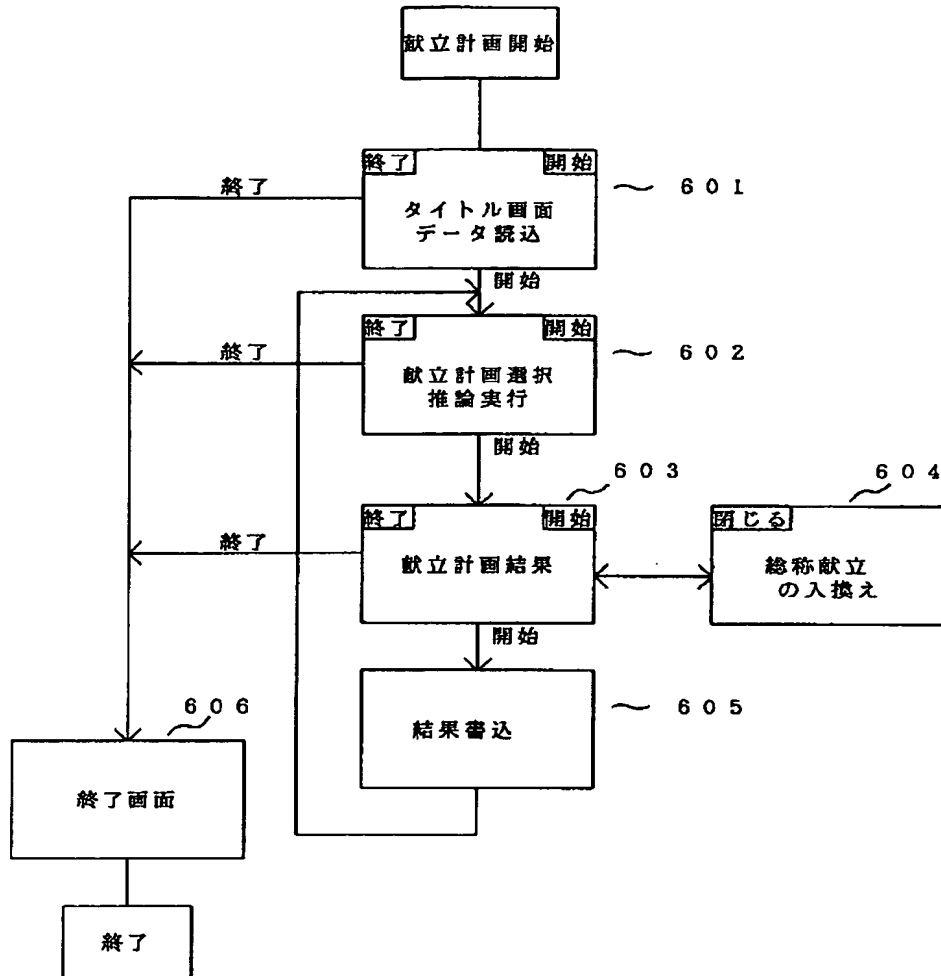 献立計画開始
終了 開始
タイトル画面
データ読込
601
終了
開始
終了 開始
献立計画選択
推論実行
602
終了
開始
603
終了 開始
献立計画結果
終了
604
閉じる
総称献立
の入換え
開始
結果書込
605
606
終了画面
終了